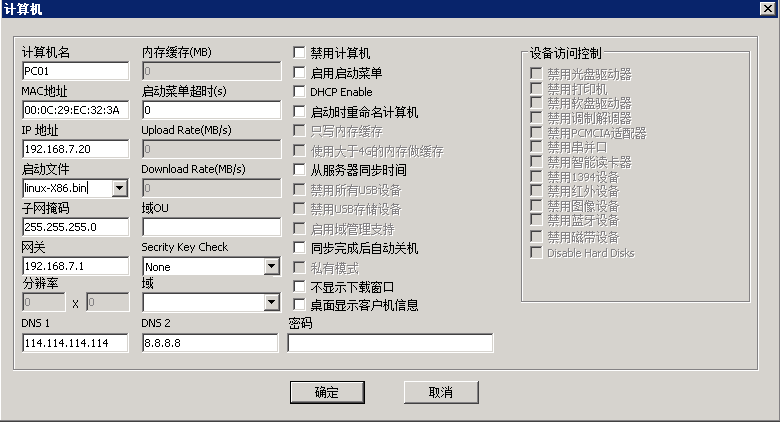 计算机
计算机名
PC01
MAC地址
00:0C:29:EC:32:3A
IP 地址
192.168.7.20
启动文件
linux-X86.bin
子网掩码
255.255.255.0
网关
192.168.7.1
分辨率
0 x 0
DNS 1
114.114.114.114
内存缓存(MB)
0
启动菜单超时(s)
0
Upload Rate(MB/s)
0
Download Rate(MB/s)
0
域OU
Secrity Key Check
None
域
DNS 2
8.8.8.8
密码
禁用计算机
启用启动菜单
DHCP Enable
启动时重命名计算机
只写内存缓存
使用大于4G的内存做缓存
从服务器同步时间
禁用所有USB设备
禁用USB存储设备
启用域管理支持
同步完成后自动关机
私有模式
不显示下载窗口
桌面显示客户机信息
设备访问控制
禁用光盘驱动器
禁用打印机
禁用软盘驱动器
禁用调制解调器
禁用PCMCIA适配器
禁用串并口
禁用智能读卡器
禁用1394设备
禁用红外设备
禁用图像设备
禁用蓝牙设备
禁用磁带设备
Disable Hard Disks
确定
取消